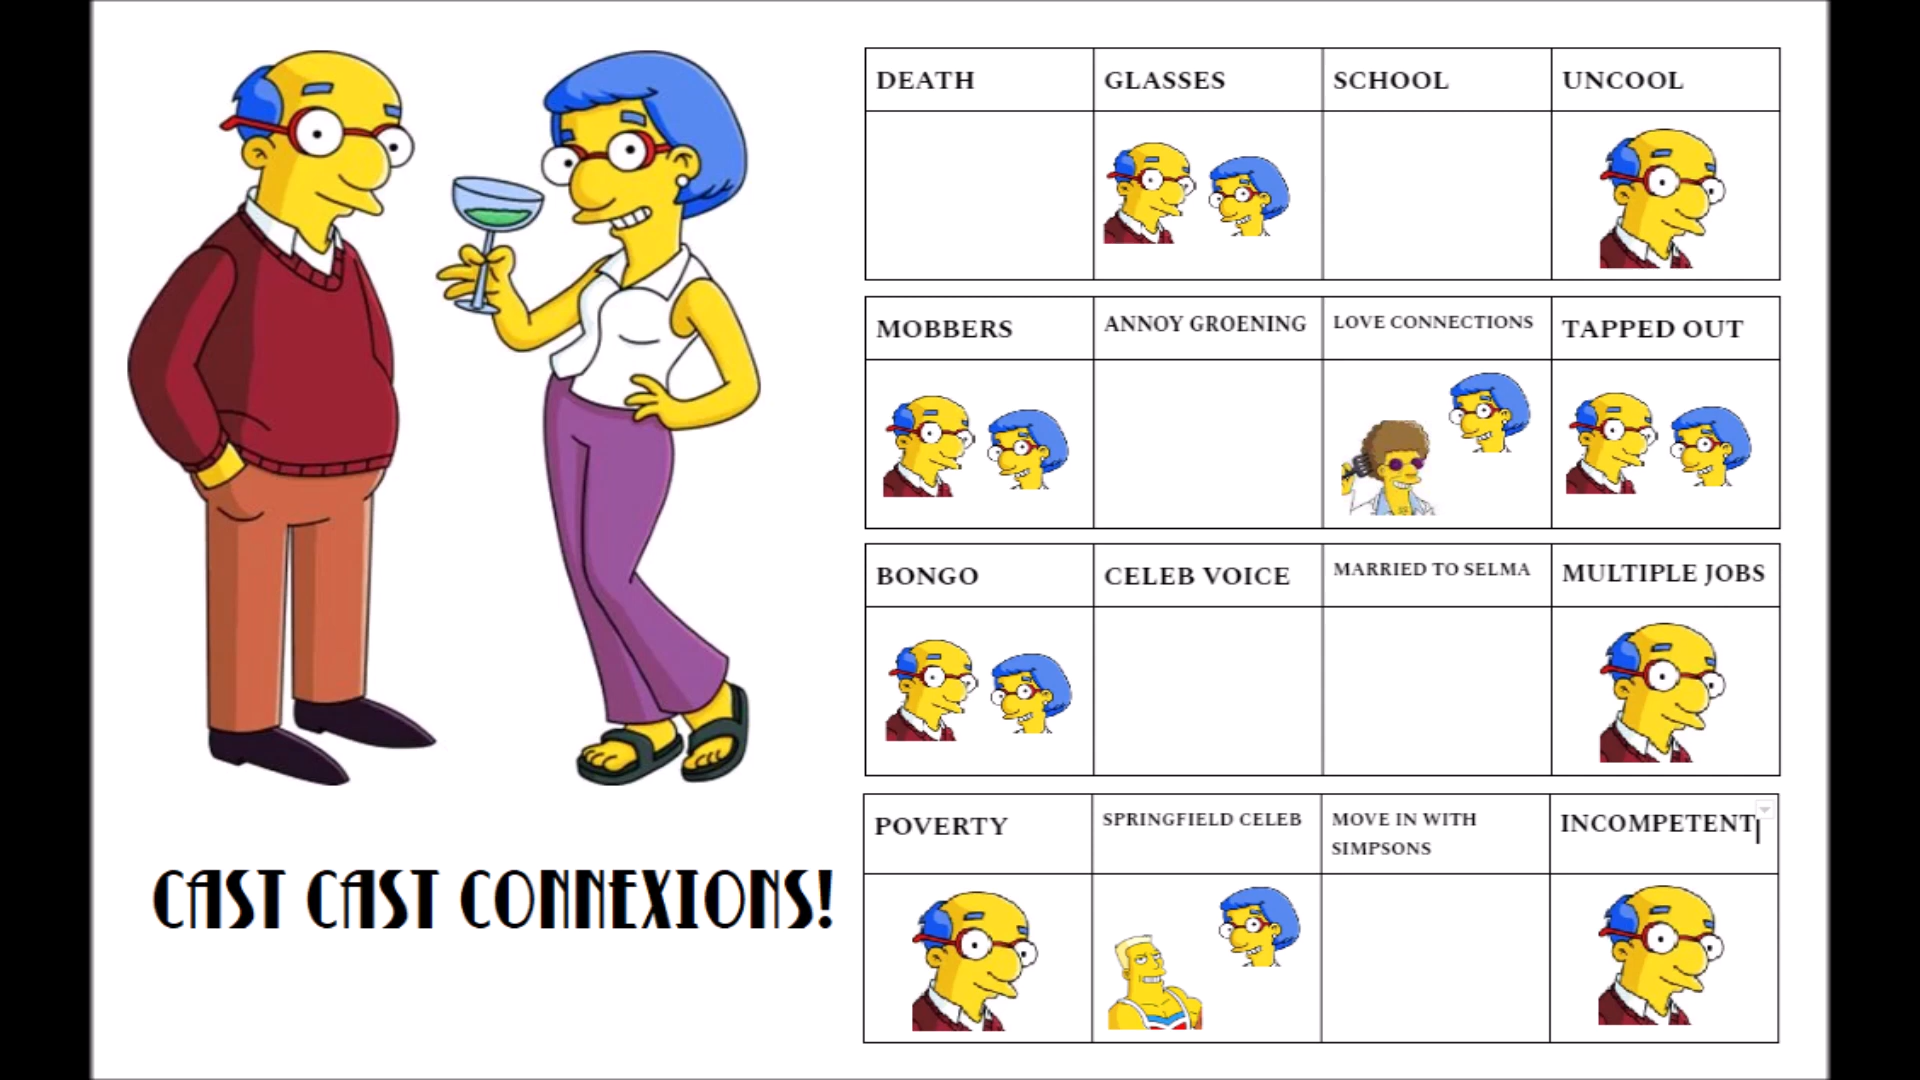 DEATH
GLASSES
SCHOOL
UNCOOL
MOBBERS
ANNOY GROENING
LOVE CONNECTIONS
TAPPED OUT
BONGO
CELEB VOICE
MARRIED TO SELMA
MULTIPLE JOBS
POVERTY
SPRINGFIELD CELEB
MOVE IN WITH
SIMPSONS
INCOMPETENT
CAST CAST CONNEXIONS!